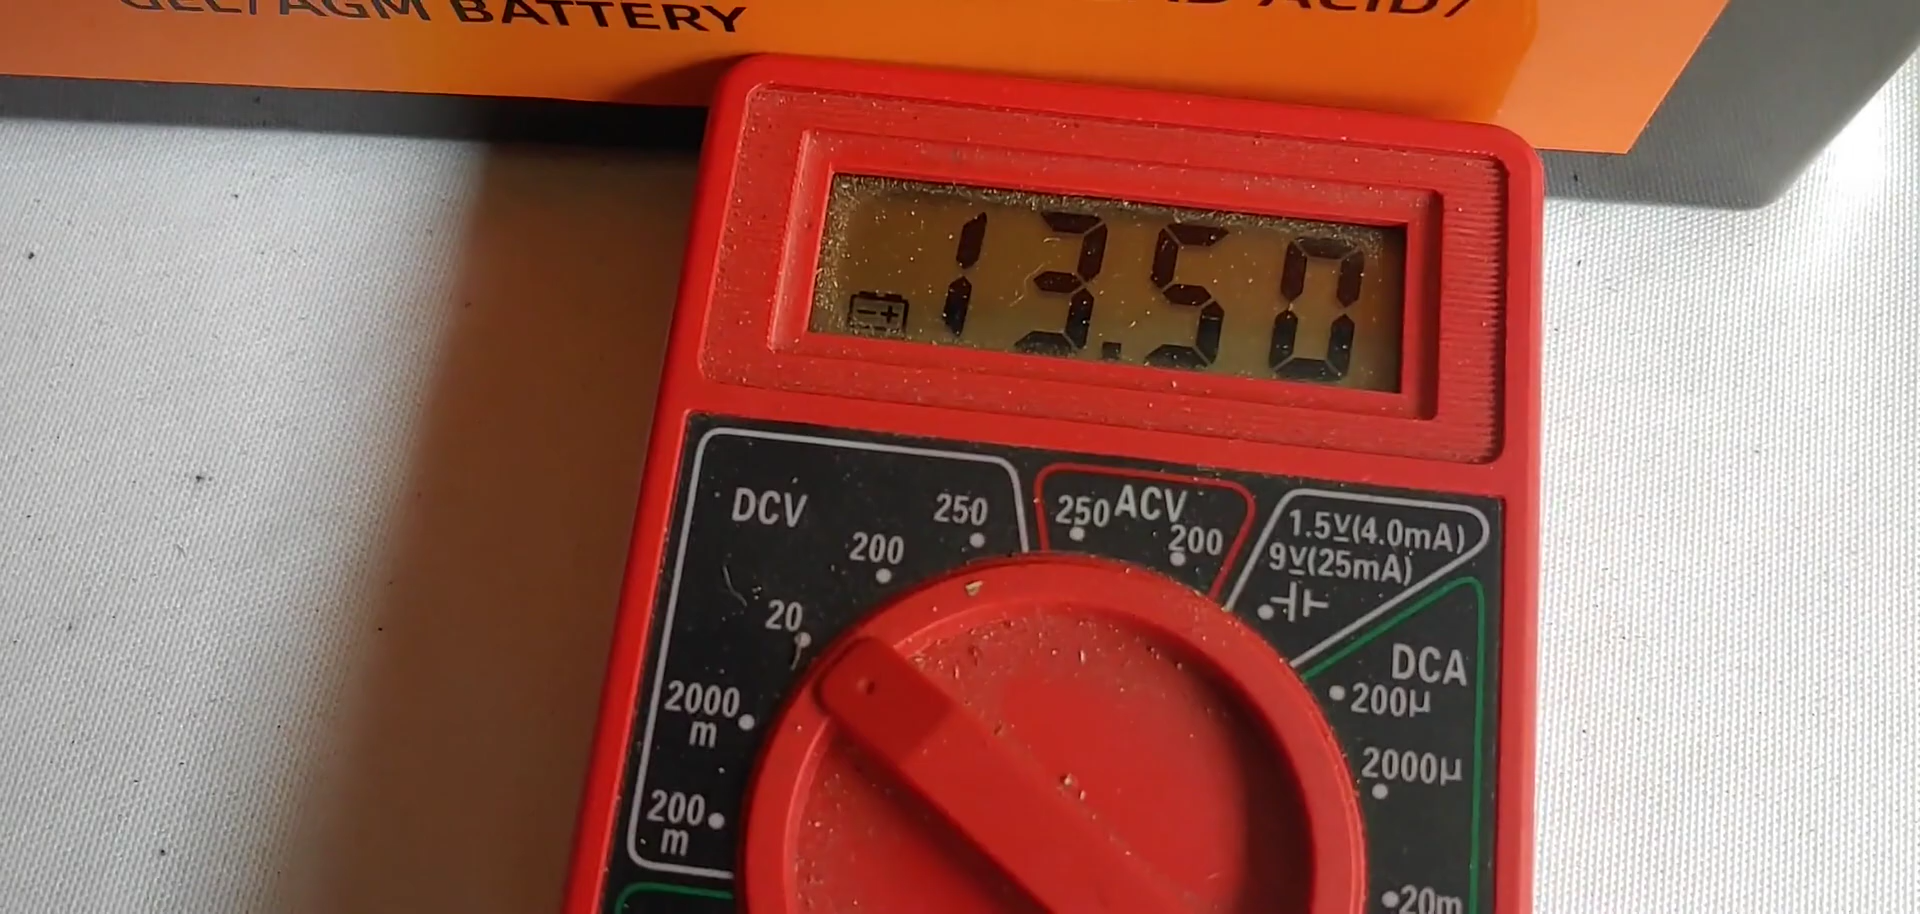 GEL/AGM BATTERY
ACID/
13.50
DCV
250
200
20
2000
m
200
m
250 ACV
200
1.5V(4.0mA)
9V(25mA)
DCA
200µ
2000µ
20m